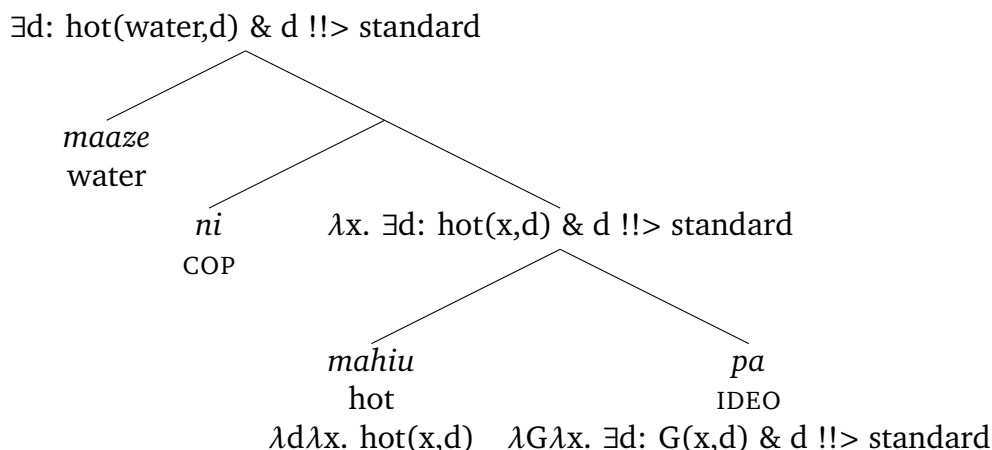 ∃d: hot(water,d) & d !!> standard
maaze
water
ni
COP
λx. ∃d: hot(x,d) & d !!> standard
mahiu
hot
λdλx. hot(x,d)
pa
IDEO
λGλx. ∃d: G(x,d) & d !!> standard